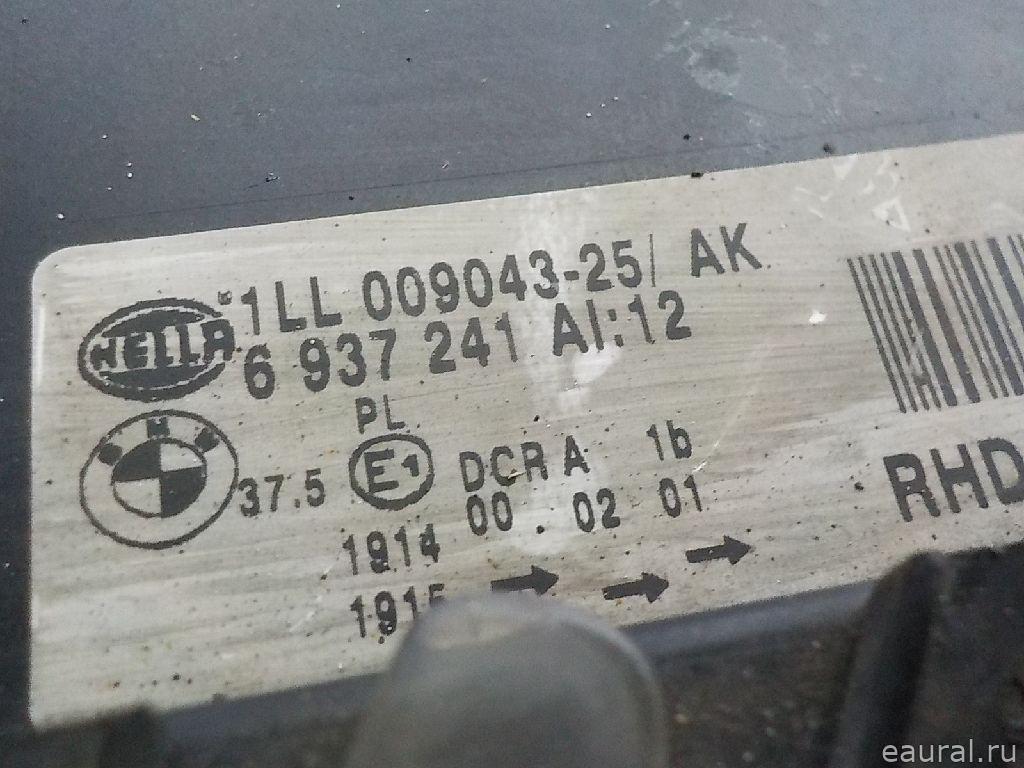 HELLA 1LL 009043-25/ AK
6 937 241 AI:12
BMW 37.5
PL
E1 DCR A 1b
1914 00 . 02 01
RHD
eaural.ru